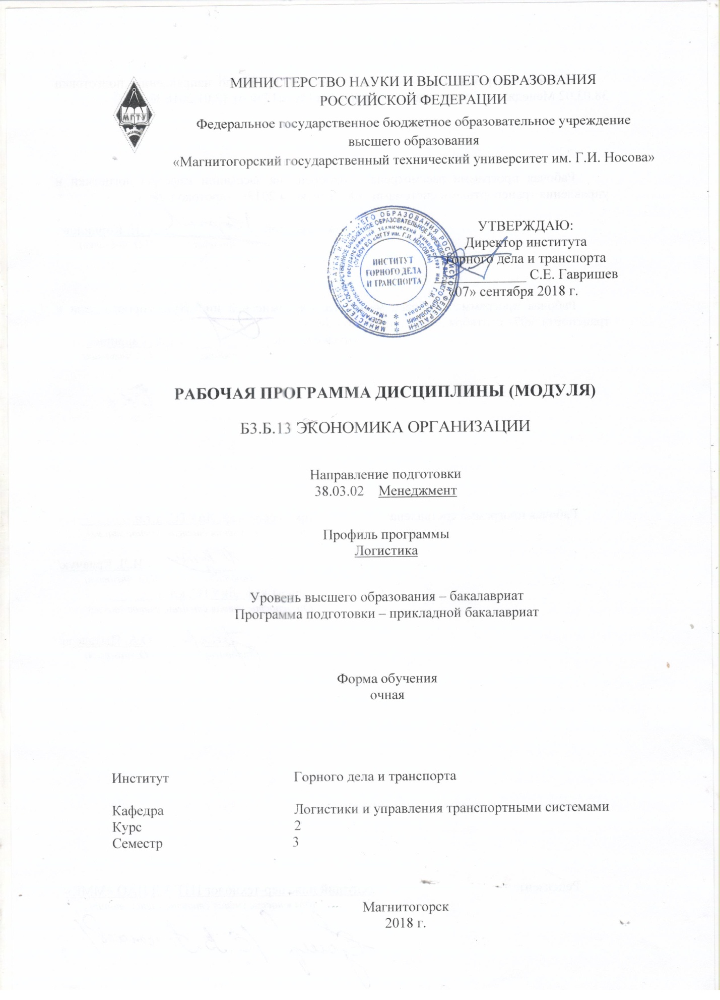 МИНИСТЕРСТВО НАУКИ И ВЫСШЕГО ОБРАЗОВАНИЯ
РОССИЙСКОЙ ФЕДЕРАЦИИ
Федеральное государственное бюджетное образовательное учреждение
высшего образования
«Магнитогорский государственный технический университет им. Г.И. Носова»
МГТУ
УТВЕРЖДАЮ:
Директор института
горного дела и транспорта
С.Е. Гавришев
«07» сентября 2018 г.
ИНСТИТУТ
ГОРНОГО ДЕЛА
И ТРАНСПОРТА
РАБОЧАЯ ПРОГРАММА ДИСЦИПЛИНЫ (МОДУЛЯ)
Б3.Б.13 ЭКОНОМИКА ОРГАНИЗАЦИИ
Направление подготовки
38.03.02 Менеджмент
Профиль программы
Логистика
Уровень высшего образования – бакалавриат
Программа подготовки – прикладной бакалавриат
Форма обучения
очная
Институт Горного дела и транспорта
Кафедра Логистики и управления транспортными системами
Курс 2
Семестр 3
Магнитогорск
2018 г.